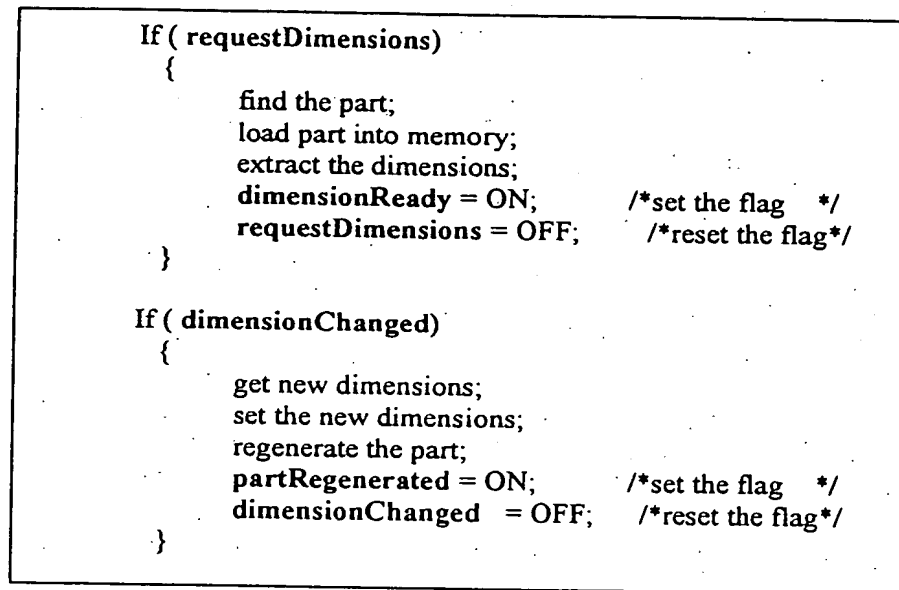 If ( requestDimensions)
{
find the part;
load part into memory;
extract the dimensions;
dimensionReady = ON; /*set the flag */
requestDimensions = OFF; /*reset the flag*/
}
If ( dimensionChanged)
{
get new dimensions;
set the new dimensions;
regenerate the part;
partRegenerated = ON; /*set the flag */
dimensionChanged = OFF; /*reset the flag*/
}